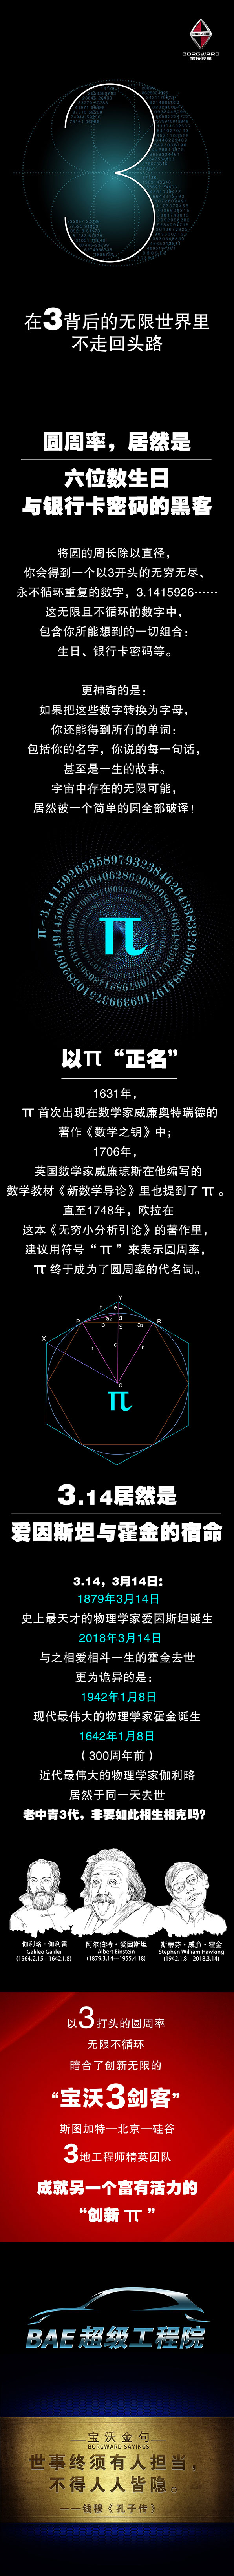 BORGWARD
宝沃汽车
在3背后的无限世界里
不走回头路
圆周率，居然是
六位数生日
与银行卡密码的黑客
将圆的周长除以直径，
你会得到一个以3开头的无穷无尽、
永不循环重复的数字，3.1415926……
这无限且不循环的数字中，
包含你所能想到的一切组合：
生日、银行卡密码等。
更神奇的是：
如果把这些数字转换为字母，
你还能得到所有的单词：
包括你的名字，你说的每一句话，
甚至是一生的故事。
宇宙中存在的无限可能，
居然被一个简单的圆全部破译！
π
以π“正名”
1631年，
π首次出现在数学家威廉奥特瑞德的
著作《数学之钥》中；
1706年，
英国数学家威廉琼斯在他编写的
数学教材《新数学导论》里也提到了π。
直至1748年，欧拉在
这本《无穷小分析引论》的著作里，
建议用符号“π”来表示圆周率，
π终于成为了圆周率的代名词。
Y
f e T
X P a₂ d R
b S a₁
r c r
O
π
3.14居然是
爱因斯坦与霍金的宿命
3.14，3月14日：
1879年3月14日
史上最天才的物理学家爱因斯坦诞生
2018年3月14日
与之相爱相斗一生的霍金去世
更为诡异的是：
1942年1月8日
现代最伟大的物理学家霍金诞生
1642年1月8日
（300周年前）
近代最伟大的物理学家伽利略
居然于同一天去世
老中青3代，非要如此相生相克吗？
伽利略·伽利雷
Galileo Galilei
(1564.2.15—1642.1.8)
阿尔伯特·爱因斯坦
Albert Einstein
(1879.3.14—1955.4.18)
斯蒂芬·威廉·霍金
Stephen William Hawking
(1942.1.8—2018.3.14)
以3打头的圆周率
无限不循环
暗合了创新无限的
“宝沃3剑客”
斯图加特—北京—硅谷
3地工程师精英团队
成就另一个富有活力的
“创新π”
BAE 超级工程院
宝沃金句
BORGWARD SAYINGS
世事终须有人担当，
不得人人皆隐。
——钱穆《孔子传》